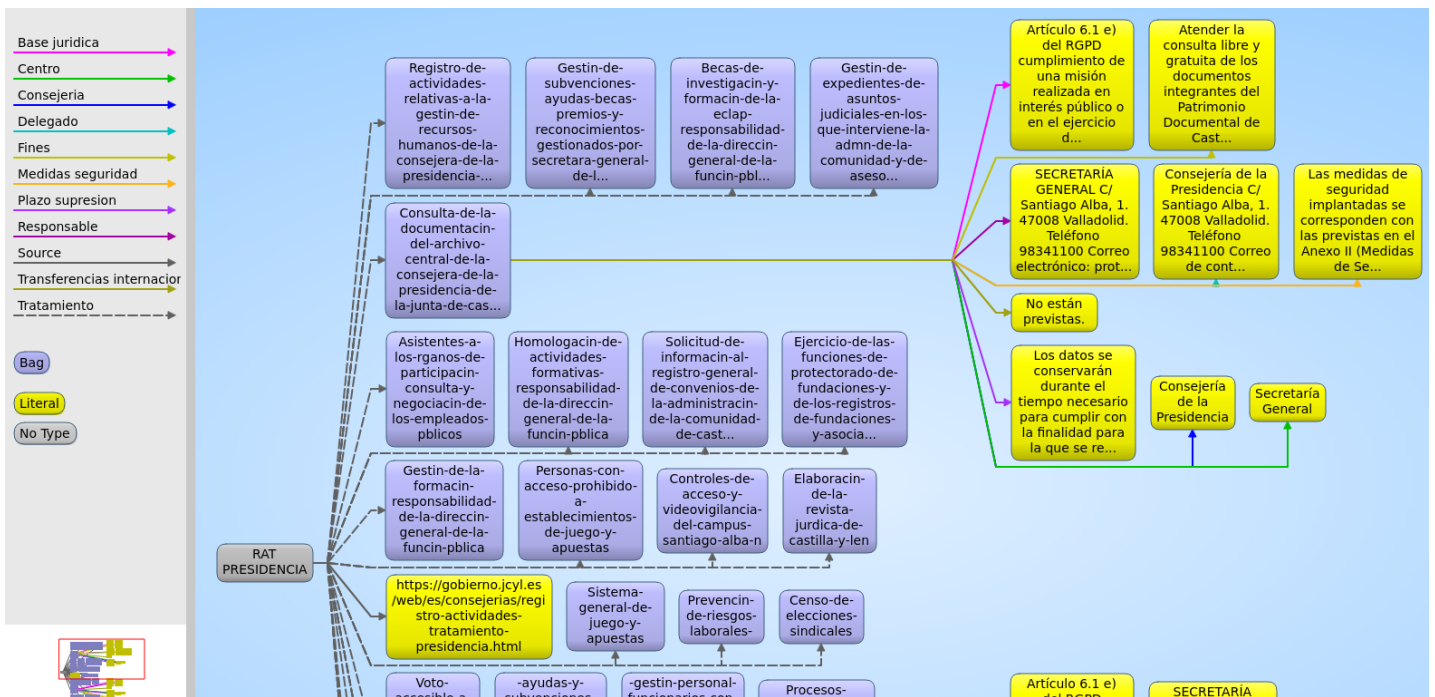 Base juridica
Centro
Consejeria
Delegado
Fines
Medidas seguridad
Plazo supresion
Responsable
Source
Transferencias internacior
Tratamiento
Bag
Literal
No Type
RAT
PRESIDENCIA
Registro-de-
actividades-
relativas-a-la-
gestin-de-
recursos-
humanos-de-la-
consejera-de-la-
presidencia-...
Gestin-de-
subvenciones-
ayudas-becas-
premios-y-
reconocimientos-
gestionados-por-
secretara-general-
de-l...
Becas-de-
investigacin-y-
formacin-de-la-
eclap-
responsabilidad-
de-la-direccin-
general-de-la-
funcin-pbl...
Gestin-de-
expedientes-de-
asuntos-
judiciales-en-los-
que-interviene-la-
admn-de-la-
comunidad-y-de-
aseso...
Consulta-de-la-
documentacin-
del-archivo-
central-de-la-
consejera-de-la-
presidencia-de-
la-junta-de-cas...
Asistentes-a-
los-rganos-de-
participacin-
consulta-y-
negociacin-de-
los-empleados-
pblicos
Homologacin-de-
actividades-
formativas-
responsabilidad-
de-la-direccin-
general-de-la-
funcin-pblica
Solicitud-de-
informacin-al-
registro-general-
de-convenios-de-
la-administracin-
de-la-comunidad-
de-cast...
Ejercicio-de-las-
funciones-de-
protectorado-de-
fundaciones-y-
de-los-registros-
de-fundaciones-
y-asocia...
Gestin-de-la-
formacin-
responsabilidad-
de-la-direccin-
general-de-la-
funcin-pblica
Personas-con-
acceso-prohibido-
a-
establecimientos-
de-juego-y-
apuestas
Controles-de-
acceso-y-
videovigilancia-
del-campus-
santiago-alba-n
Elaboracin-
de-la-
revista-
jurdica-de-
castilla-y-len
https://gobierno.jcyl.es
/web/es/consejerias/regi
stro-actividades-
tratamiento-
presidencia.html
Sistema-
general-de-
juego-y-
apuestas
Prevencin-
de-riesgos-
laborales-
Censo-de-
elecciones-
sindicales
Voto-
accesible-a-
-ayudas-y-
subvenciones-
-gestin-personal-
funcionarios-con-
Procesos-
Artículo 6.1 e)
del RGPD
cumplimiento de
una misión
realizada en
interés público o
en el ejercicio
d...
Atender la
consulta libre y
gratuita de los
documentos
integrantes del
Patrimonio
Documental de
Cast...
SECRETARÍA
GENERAL C/
Santiago Alba, 1.
47008 Valladolid.
Teléfono
98341100 Correo
electrónico: prot...
Consejería de la
Presidencia C/
Santiago Alba, 1.
47008 Valladolid.
Teléfono
98341100 Correo
de cont...
Las medidas de
seguridad
implantadas se
corresponden con
las previstas en el
Anexo II (Medidas
de Se...
No están
previstas.
Los datos se
conservarán
durante el
tiempo necesario
para cumplir con
la finalidad para
la que se re...
Consejería
de la
Presidencia
Secretaría
General
Artículo 6.1 e)
del RGPD
SECRETARÍA